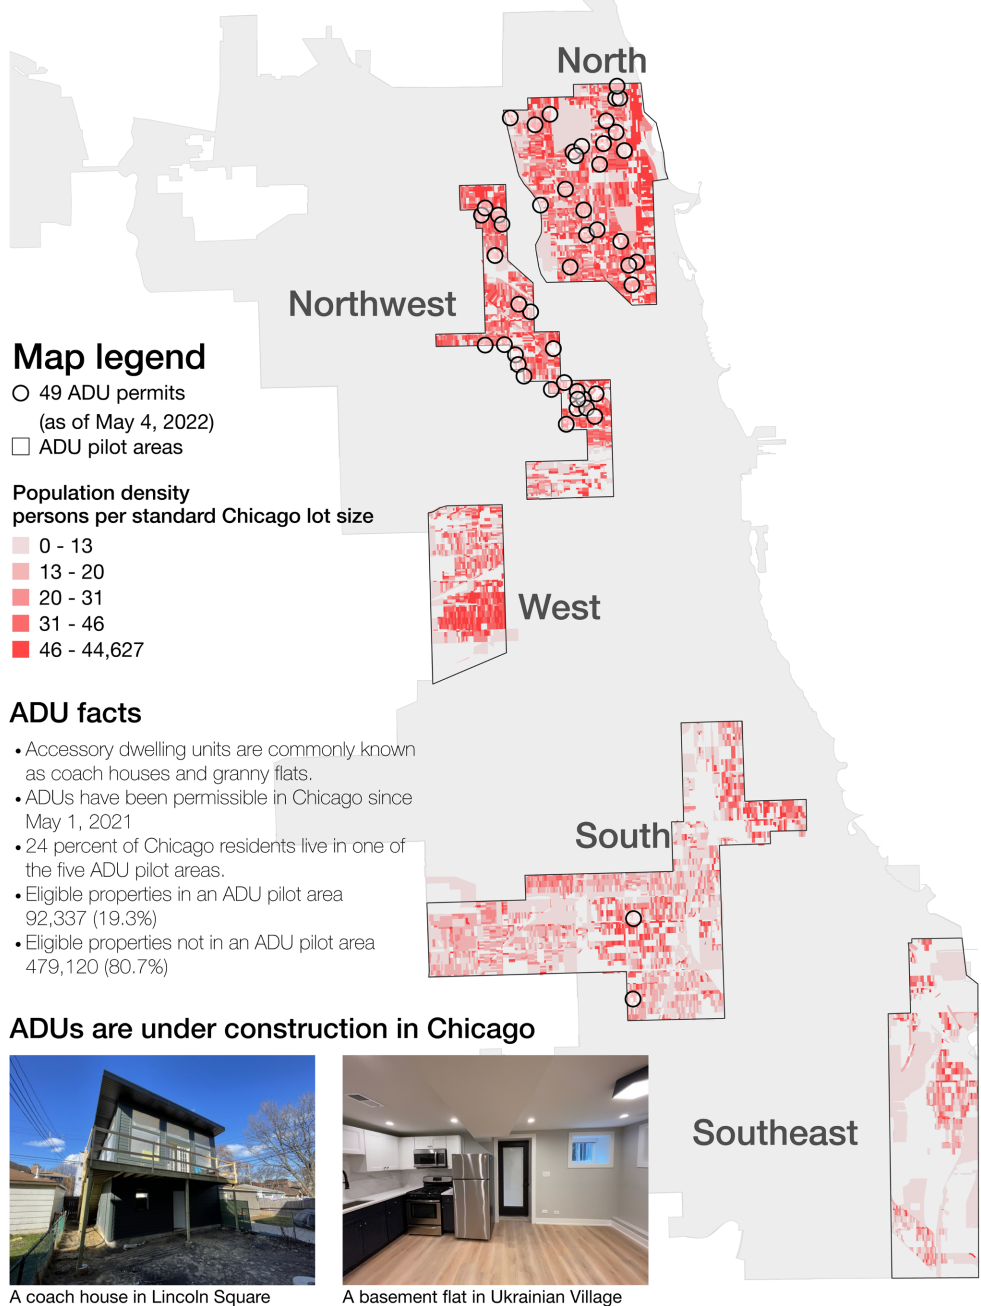 North
Northwest
Map legend
49 ADU permits
(as of May 4, 2022)
ADU pilot areas
Population density
persons per standard Chicago lot size
0 - 13
13 - 20
20 - 31
31 - 46
46 - 44,627
West
ADU facts
• Accessory dwelling units are commonly known
as coach houses and granny flats.
• ADUs have been permissible in Chicago since
May 1, 2021
• 24 percent of Chicago residents live in one of
the five ADU pilot areas.
• Eligible properties in an ADU pilot area
92,337 (19.3%)
• Eligible properties not in an ADU pilot area
479,120 (80.7%)
South
Southeast
ADUs are under construction in Chicago
A coach house in Lincoln Square
A basement flat in Ukrainian Village